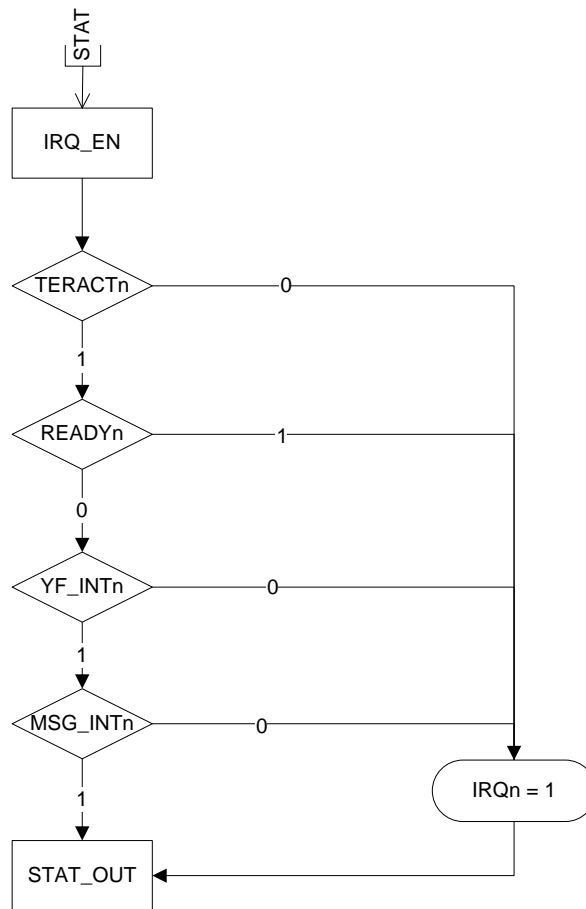 STAT
IRQ_EN
TERACTn
0
1
READYn
1
0
YF_INTn
0
1
MSG_INTn
0
1
IRQn = 1
STAT_OUT